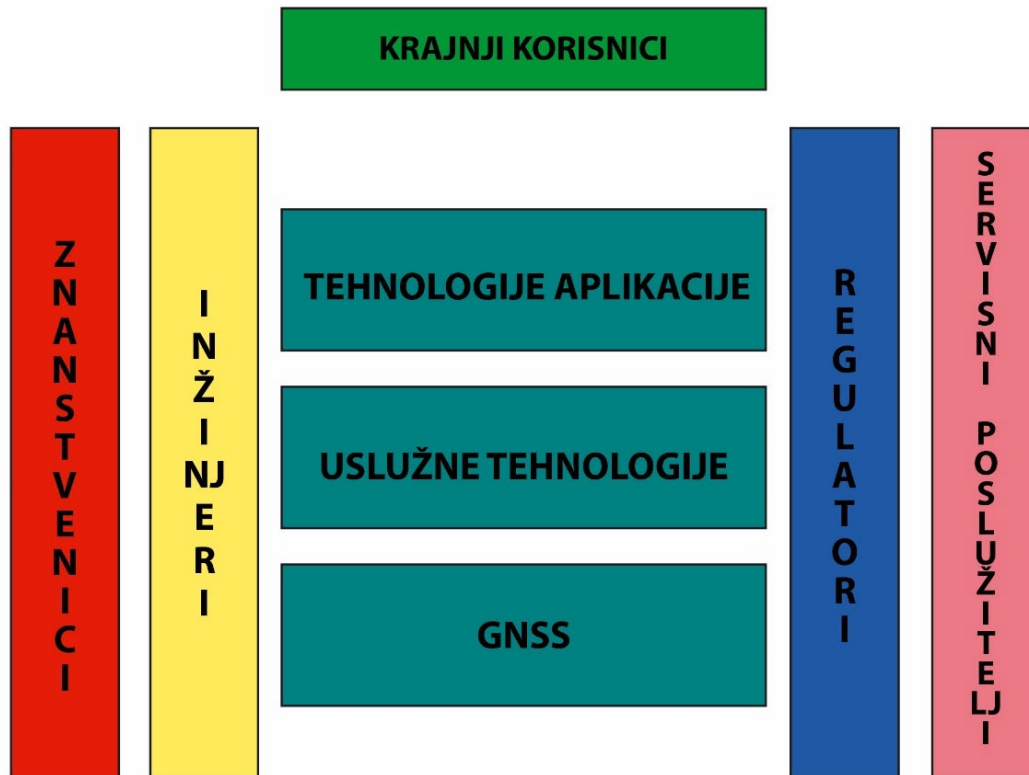 KRAJNJI KORISNICI
ZNANSTVENICI
INŽINJERI
TEHNOLOGIJE APLIKACIJE
USLUŽNE TEHNOLOGIJE
GNSS
REGULATORI
SERVISNI POSLUŽITELJI